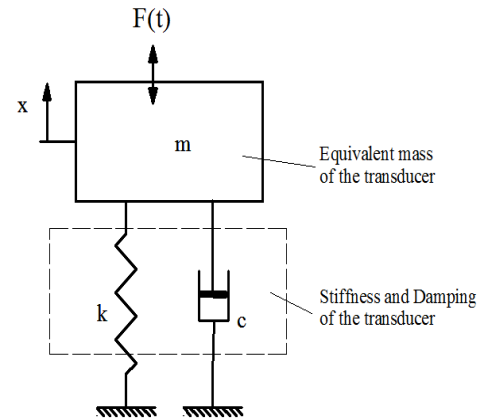 F(t)
x
m
Equivalent mass
of the transducer
k
c
Stiffness and Damping
of the transducer